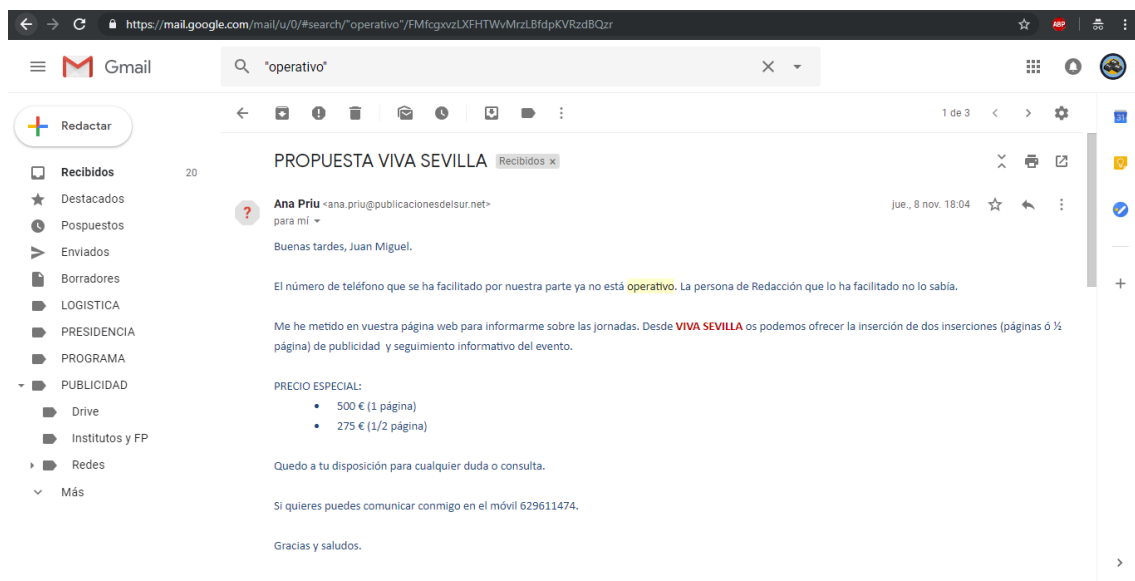 https://mail.google.com/mail/u/0/#search/"operativo"/FMfcgxvzLXFHTWvMrzLBfdpKVRzdBQzr
ABP
Gmail
"operativo"
Redactar
1 de 3
31
PROPUESTA VIVA SEVILLA Recibidos x
Recibidos 20
Destacados
Pospuestos
Enviados
Borradores
LOGISTICA
PRESIDENCIA
PROGRAMA
PUBLICIDAD
Drive
Institutos y FP
Redes
Más
Ana Priu <ana.priu@publicacionesdelsur.net> jue., 8 nov. 18:04
para mí
Buenas tardes, Juan Miguel.
El número de teléfono que se ha facilitado por nuestra parte ya no está operativo. La persona de Redacción que lo ha facilitado no lo sabía.
Me he metido en vuestra página web para informarme sobre las jornadas. Desde VIVA SEVILLA os podemos ofrecer la inserción de dos inserciones (páginas ó ½
página) de publicidad y seguimiento informativo del evento.
PRECIO ESPECIAL:
• 500 € (1 página)
• 275 € (1/2 página)
Quedo a tu disposición para cualquier duda o consulta.
Si quieres puedes comunicar conmigo en el móvil 629611474.
Gracias y saludos.